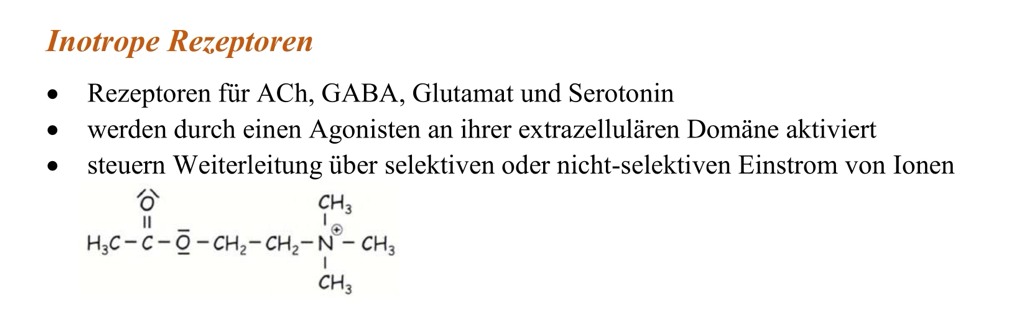 Inotrope Rezeptoren
• Rezeptoren für ACh, GABA, Glutamat und Serotonin
• werden durch einen Agonisten an ihrer extrazellulären Domäne aktiviert
• steuern Weiterleitung über selektiven oder nicht-selektiven Einstrom von Ionen
O CH₃
H₃C-C-O-CH₂-CH₂-N⊕-CH₃
CH₃